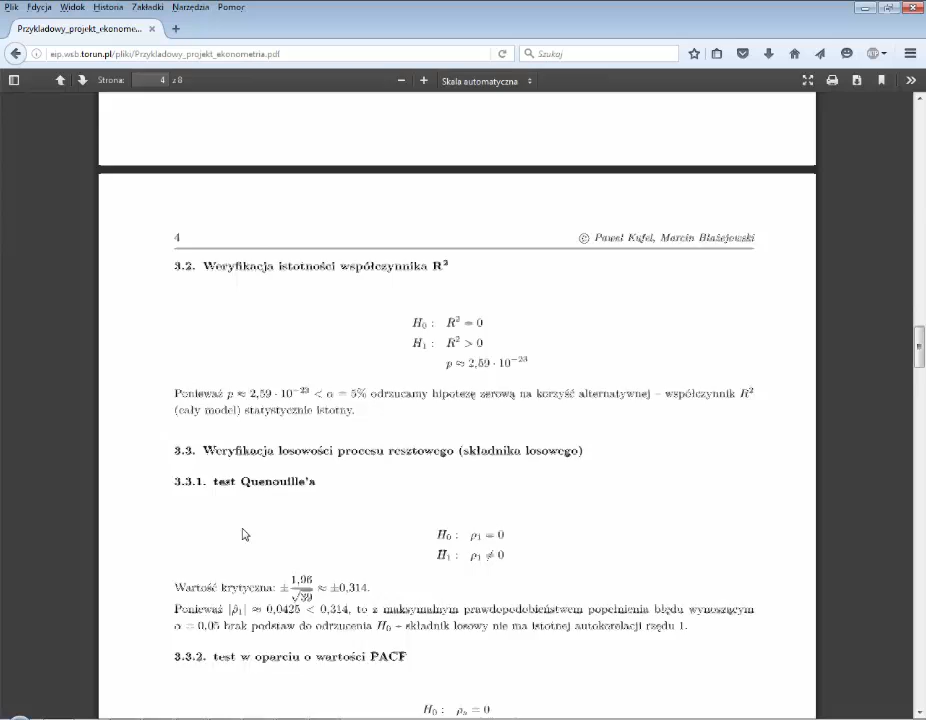 Plik Edycja Widok Historia Zakładki Narzędzia Pomoc
Przykladowy_projekt_ekonome...
eip.wsb.torun.pl/pliki/Przykladowy_projekt_ekonometria.pdf
Szukaj
Strona: 4 z 8
Skala automatyczna
4
© Paweł Kufel, Marcin Błażejowski
3.2. Weryfikacja istotności współczynnika R²
H₀ : R² = 0
H₁ : R² > 0
p ≈ 2,59 · 10⁻²³
Ponieważ p ≈ 2,59 · 10⁻²³ < α = 5% odrzucamy hipotezę zerową na korzyść alternatywnej – współczynnik R²
(cały model) statystycznie istotny.
3.3. Weryfikacja losowości procesu resztowego (składnika losowego)
3.3.1. test Quenouille'a
H₀ : ρ₁ = 0
H₁ : ρ₁ ≠ 0
Wartość krytyczna: ±1,96/√39 ≈ ±0,314.
Ponieważ |ρ̂₁| ≈ 0,0425 < 0,314, to z maksymalnym prawdopodobieństwem popełnienia błędu wynoszącym
α = 0,05 brak podstaw do odrzucenia H₀ – składnik losowy nie ma istotnej autokorelacji rzędu 1.
3.3.2. test w oparciu o wartości PACF
H₀ : ρₕ = 0